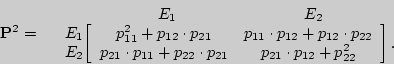 E₁ E₂
P² = E₁ [ p₁₁² + p₁₂ · p₂₁ p₁₁ · p₁₂ + p₁₂ · p₂₂ ]
E₂ [ p₂₁ · p₁₁ + p₂₂ · p₂₁ p₂₁ · p₁₂ + p₂₂² ] .